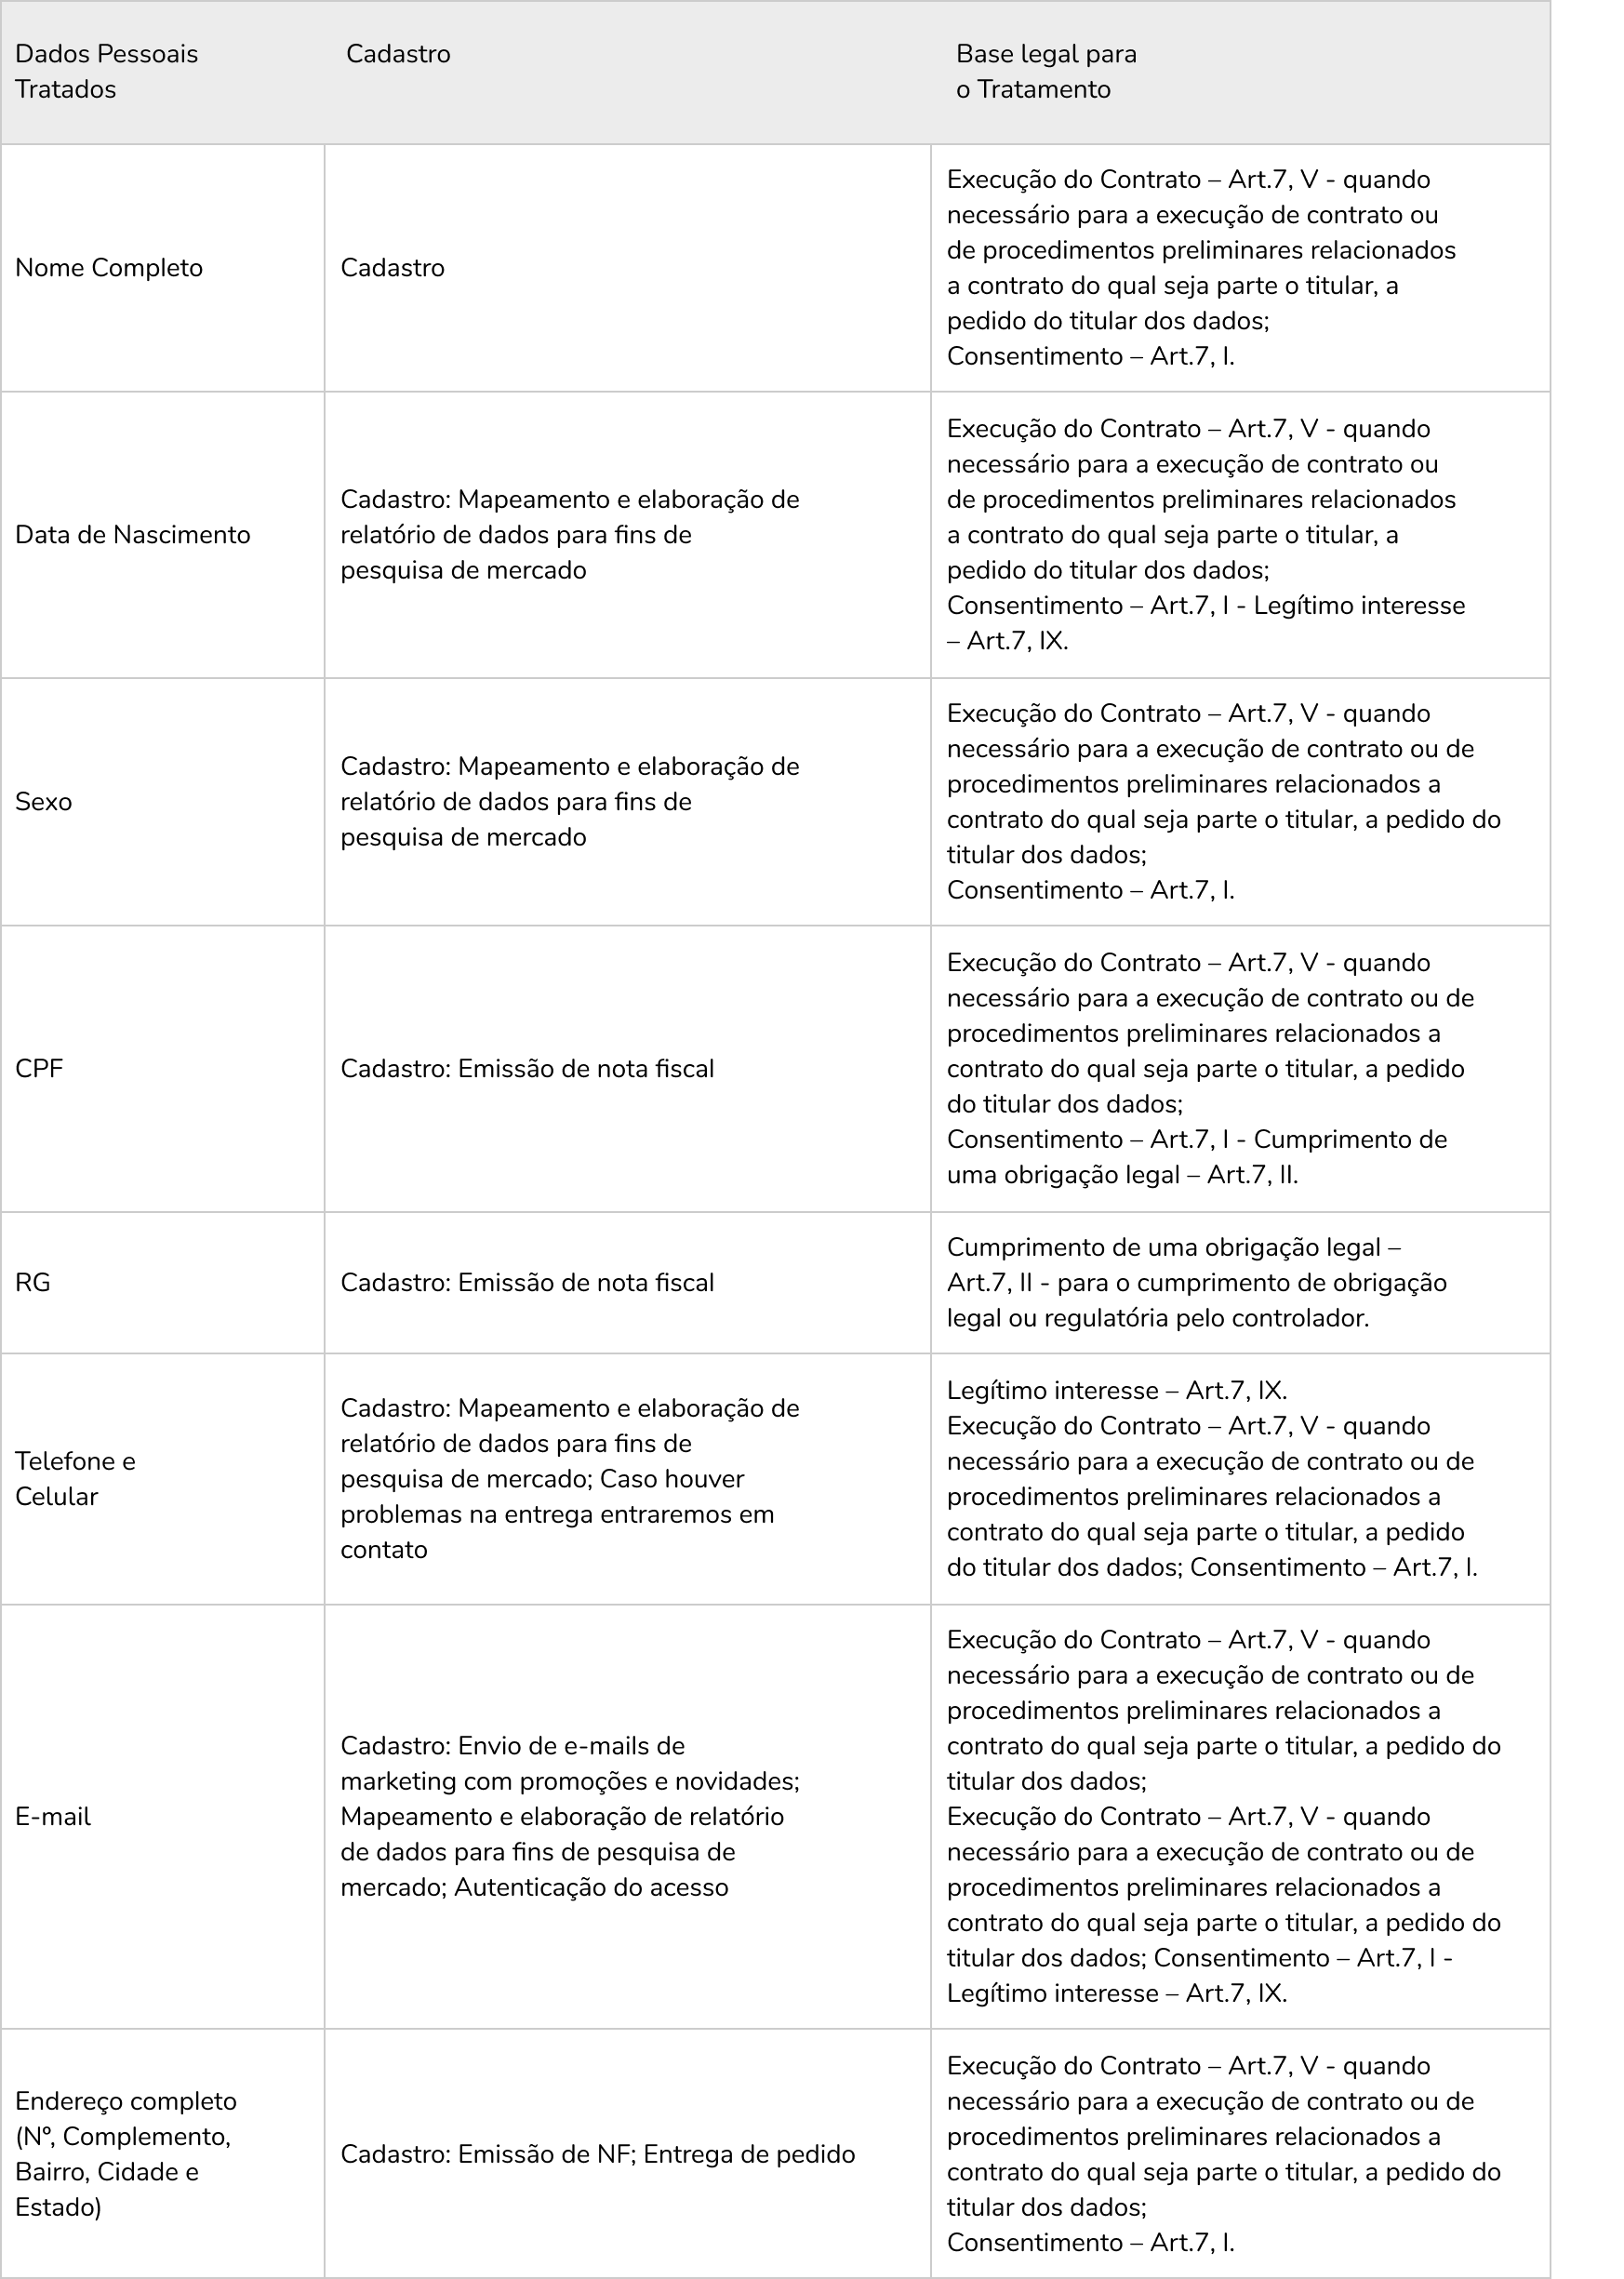 Dados Pessoais
Tratados
Cadastro
Base legal para
o Tratamento
Nome Completo
Cadastro
Execução do Contrato – Art.7, V - quando
necessário para a execução de contrato ou
de procedimentos preliminares relacionados
a contrato do qual seja parte o titular, a
pedido do titular dos dados;
Consentimento – Art.7, I.
Data de Nascimento
Cadastro: Mapeamento e elaboração de
relatório de dados para fins de
pesquisa de mercado
Execução do Contrato – Art.7, V - quando
necessário para a execução de contrato ou
de procedimentos preliminares relacionados
a contrato do qual seja parte o titular, a
pedido do titular dos dados;
Consentimento – Art.7, I - Legítimo interesse
– Art.7, IX.
Sexo
Cadastro: Mapeamento e elaboração de
relatório de dados para fins de
pesquisa de mercado
Execução do Contrato – Art.7, V - quando
necessário para a execução de contrato ou de
procedimentos preliminares relacionados a
contrato do qual seja parte o titular, a pedido do
titular dos dados;
Consentimento – Art.7, I.
CPF
Cadastro: Emissão de nota fiscal
Execução do Contrato – Art.7, V - quando
necessário para a execução de contrato ou de
procedimentos preliminares relacionados a
contrato do qual seja parte o titular, a pedido
do titular dos dados;
Consentimento – Art.7, I - Cumprimento de
uma obrigação legal – Art.7, II.
RG
Cadastro: Emissão de nota fiscal
Cumprimento de uma obrigação legal –
Art.7, II - para o cumprimento de obrigação
legal ou regulatória pelo controlador.
Telefone e
Celular
Cadastro: Mapeamento e elaboração de
relatório de dados para fins de
pesquisa de mercado; Caso houver
problemas na entrega entraremos em
contato
Legítimo interesse – Art.7, IX.
Execução do Contrato – Art.7, V - quando
necessário para a execução de contrato ou de
procedimentos preliminares relacionados a
contrato do qual seja parte o titular, a pedido
do titular dos dados; Consentimento – Art.7, I.
E-mail
Cadastro: Envio de e-mails de
marketing com promoções e novidades;
Mapeamento e elaboração de relatório
de dados para fins de pesquisa de
mercado; Autenticação do acesso
Execução do Contrato – Art.7, V - quando
necessário para a execução de contrato ou de
procedimentos preliminares relacionados a
contrato do qual seja parte o titular, a pedido do
titular dos dados;
Execução do Contrato – Art.7, V - quando
necessário para a execução de contrato ou de
procedimentos preliminares relacionados a
contrato do qual seja parte o titular, a pedido do
titular dos dados; Consentimento – Art.7, I -
Legítimo interesse – Art.7, IX.
Endereço completo
(Nº, Complemento,
Bairro, Cidade e
Estado)
Cadastro: Emissão de NF; Entrega de pedido
Execução do Contrato – Art.7, V - quando
necessário para a execução de contrato ou de
procedimentos preliminares relacionados a
contrato do qual seja parte o titular, a pedido do
titular dos dados;
Consentimento – Art.7, I.